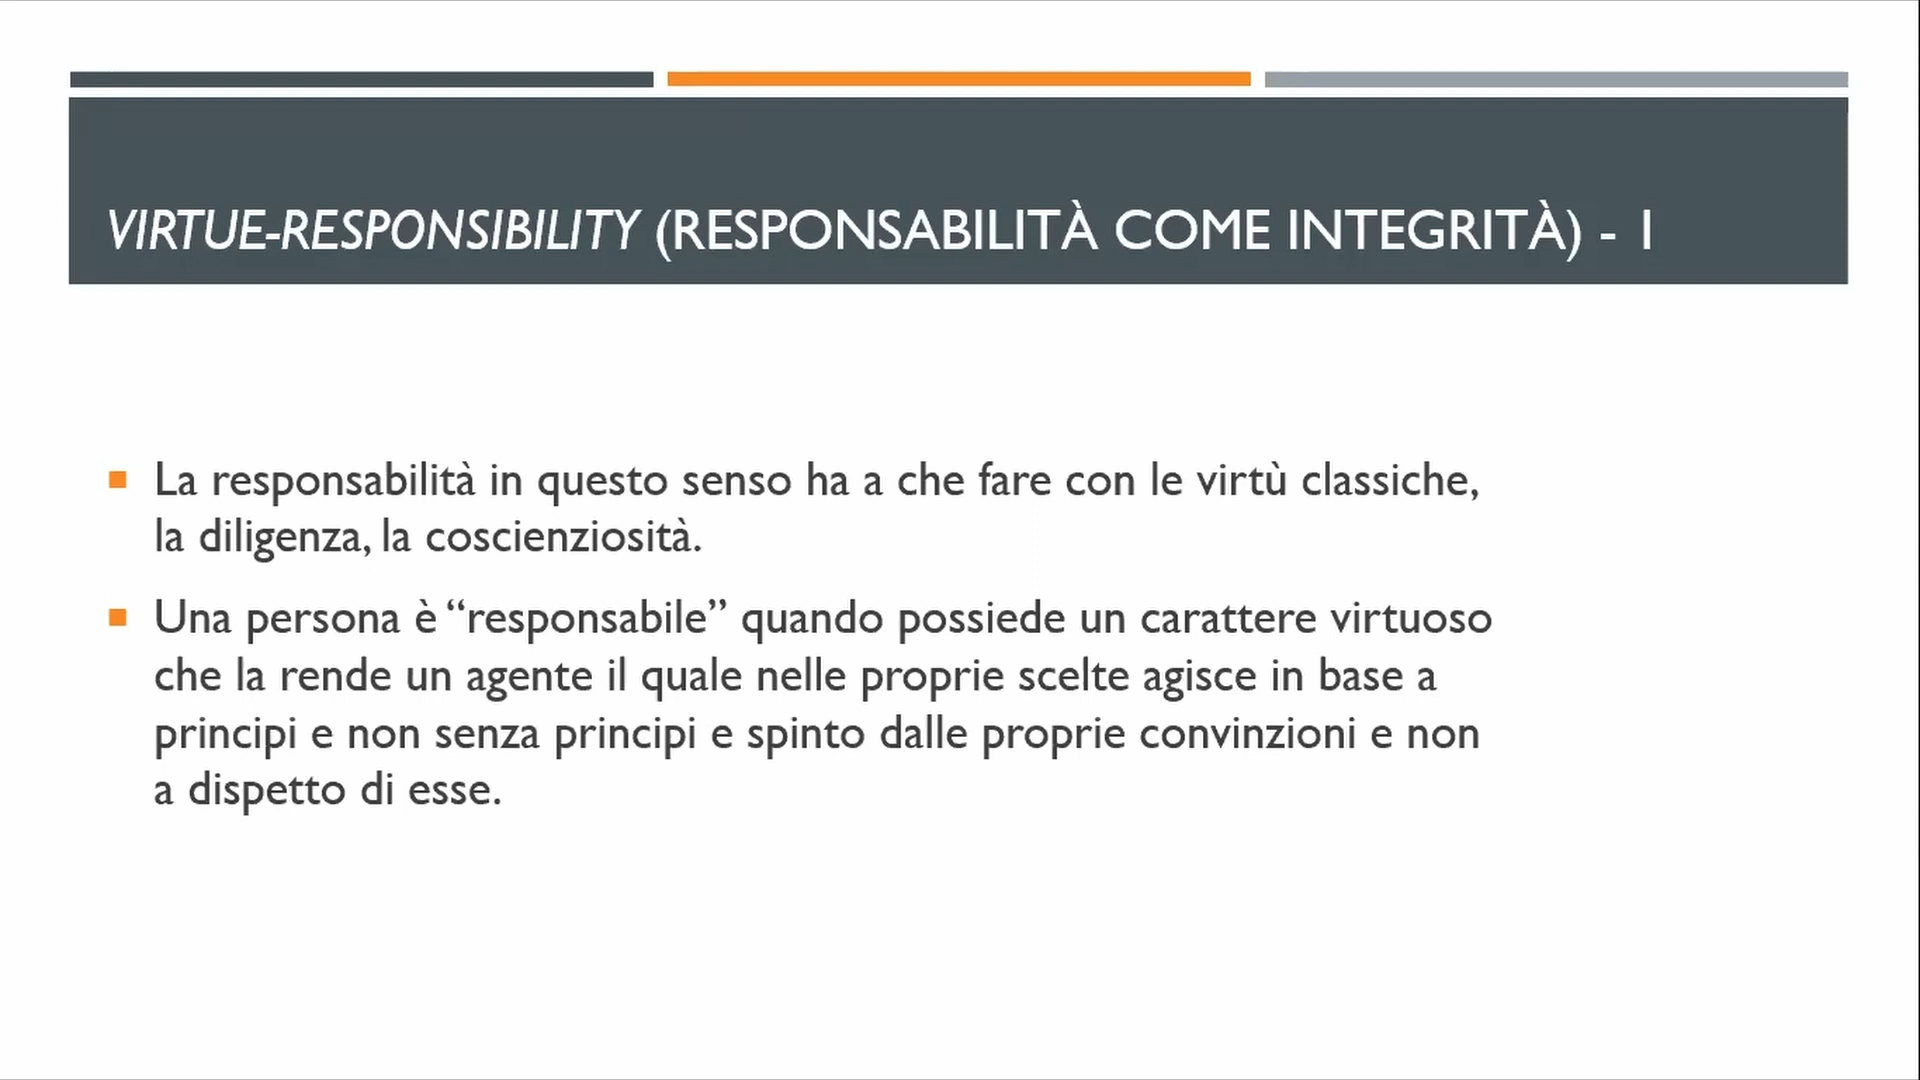 VIRTUE-RESPONSIBILITY (RESPONSABILITÀ COME INTEGRITÀ) - 1
La responsabilità in questo senso ha a che fare con le virtù classiche,
la diligenza, la coscienziosità.
Una persona è “responsabile” quando possiede un carattere virtuoso
che la rende un agente il quale nelle proprie scelte agisce in base a
principi e non senza principi e spinto dalle proprie convinzioni e non
a dispetto di esse.